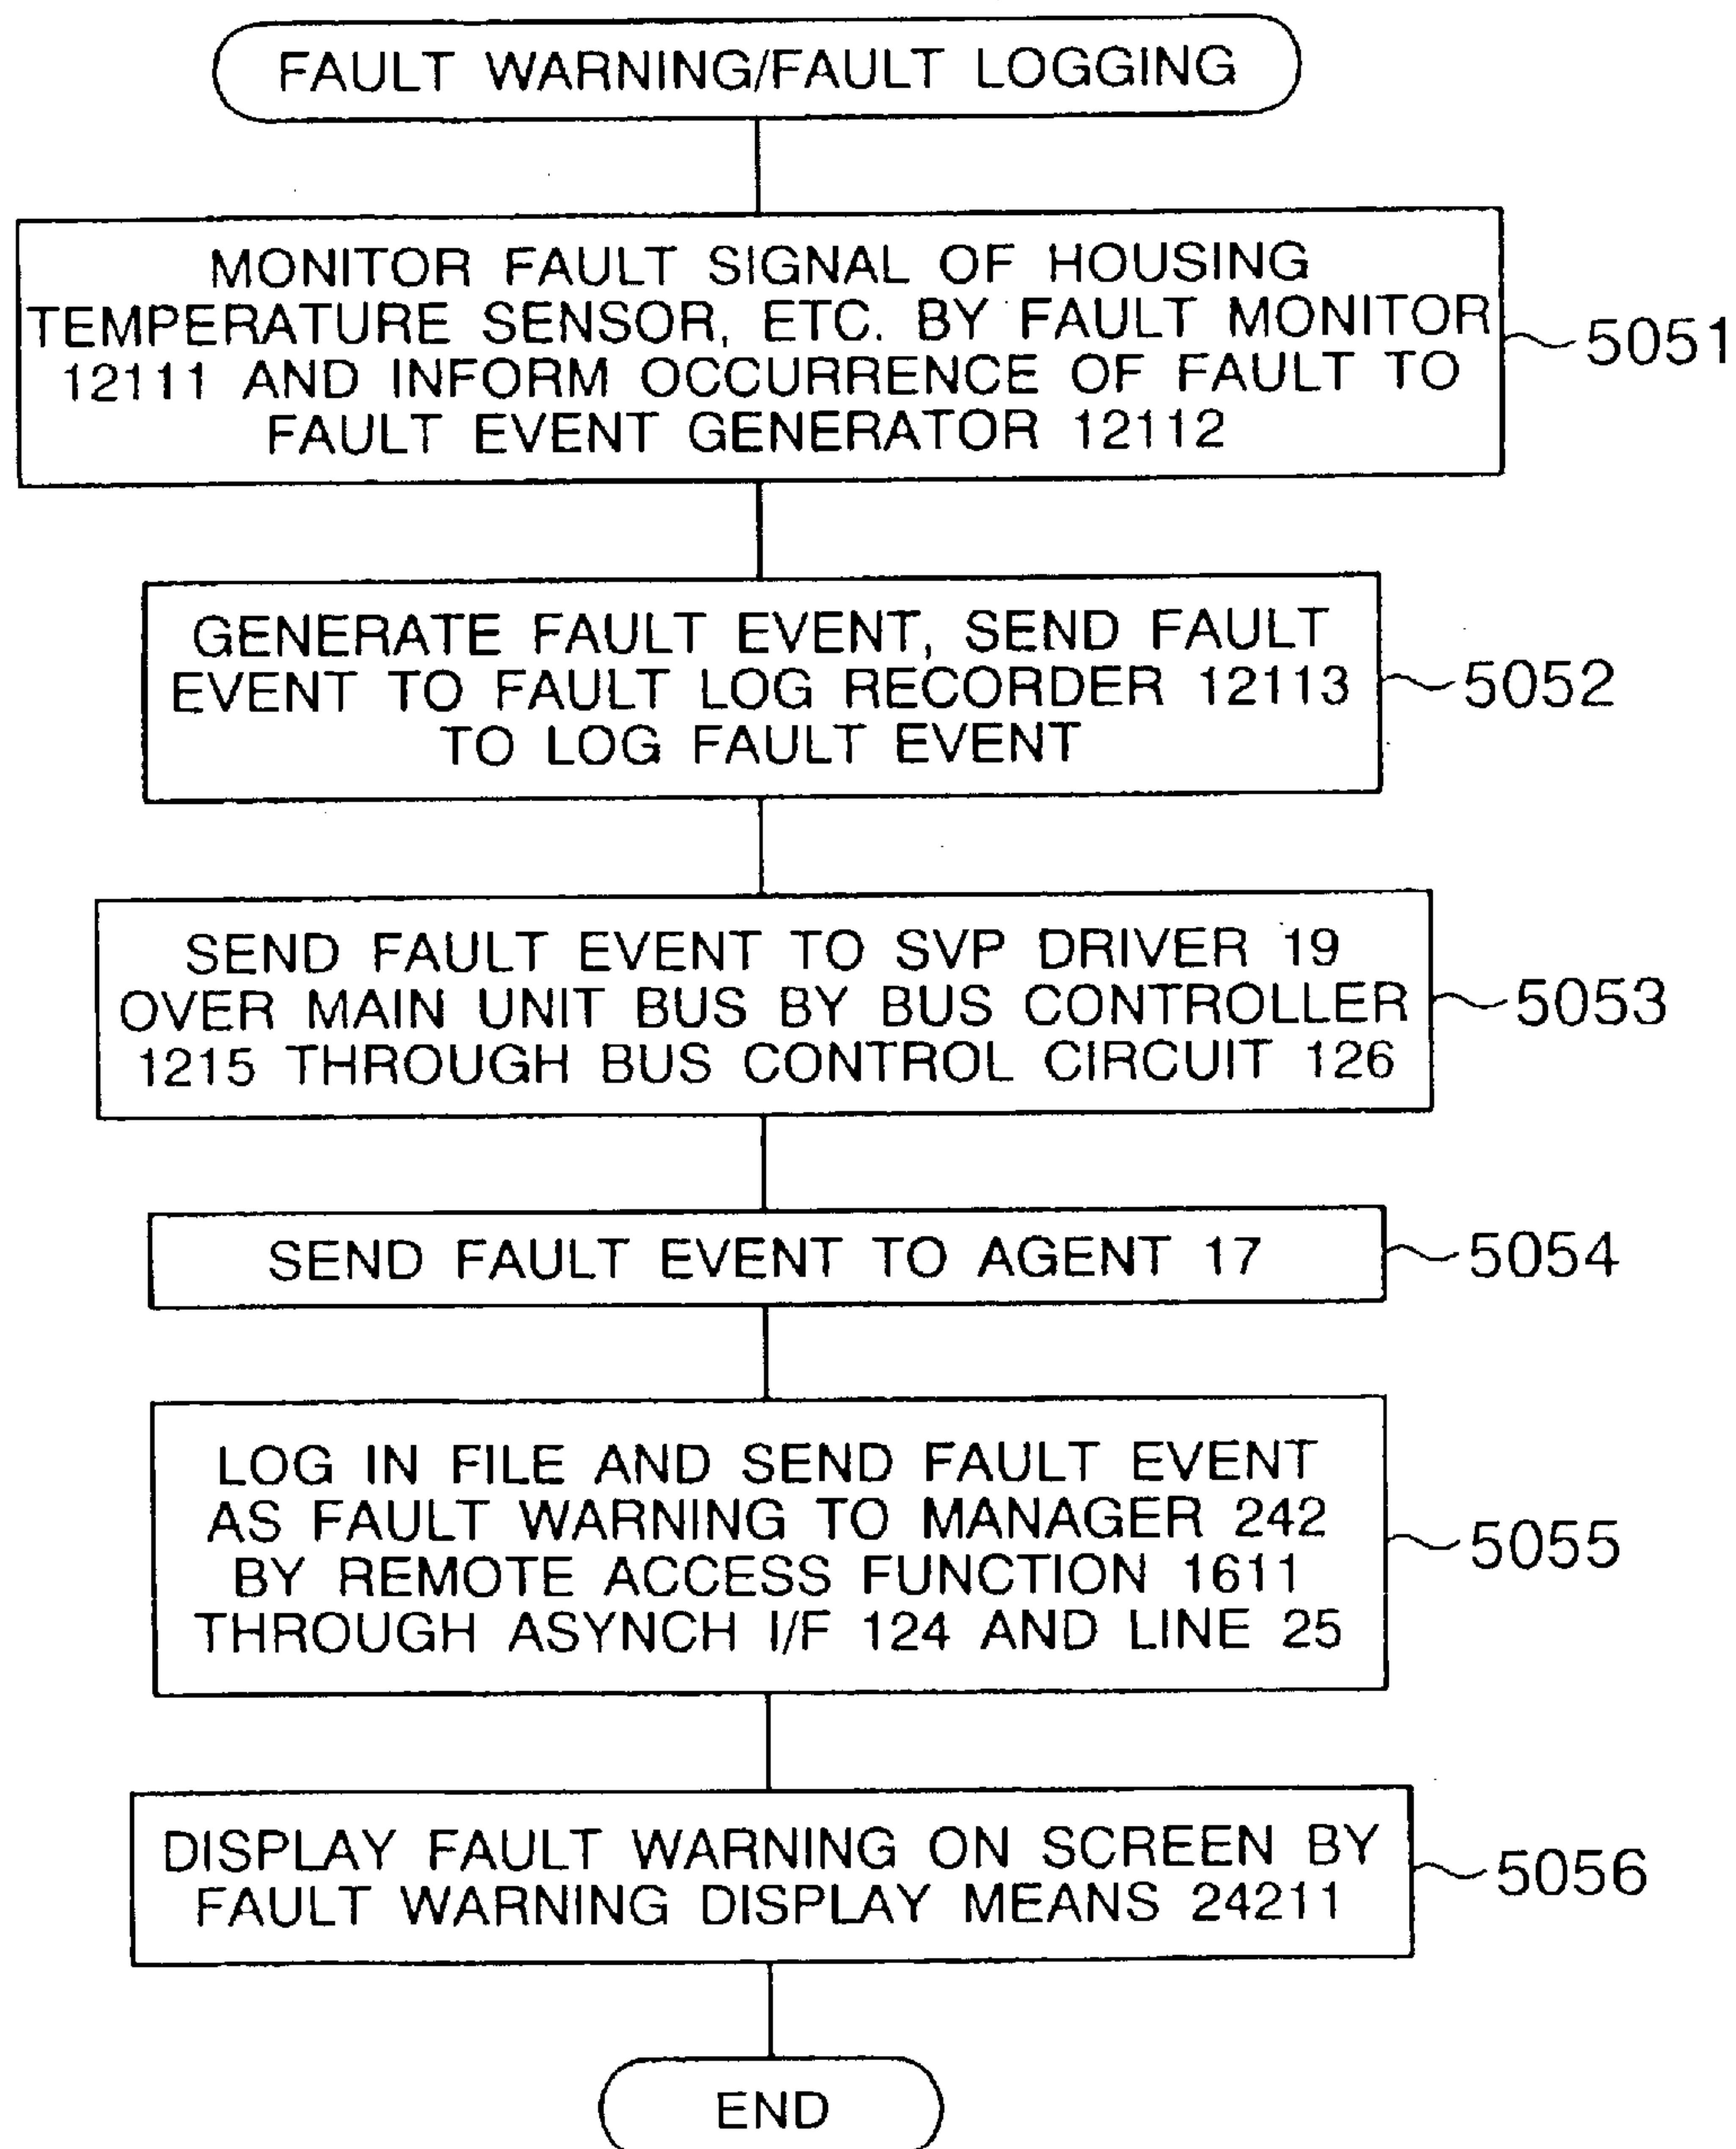 FAULT WARNING/FAULT LOGGING
MONITOR FAULT SIGNAL OF HOUSING
TEMPERATURE SENSOR, ETC. BY FAULT MONITOR
12111 AND INFORM OCCURRENCE OF FAULT TO
FAULT EVENT GENERATOR 12112
5051
GENERATE FAULT EVENT, SEND FAULT
EVENT TO FAULT LOG RECORDER 12113
TO LOG FAULT EVENT
5052
SEND FAULT EVENT TO SVP DRIVER 19
OVER MAIN UNIT BUS BY BUS CONTROLLER
1215 THROUGH BUS CONTROL CIRCUIT 126
5053
SEND FAULT EVENT TO AGENT 17
5054
LOG IN FILE AND SEND FAULT EVENT
AS FAULT WARNING TO MANAGER 242
BY REMOTE ACCESS FUNCTION 1611
THROUGH ASYNCH I/F 124 AND LINE 25
5055
DISPLAY FAULT WARNING ON SCREEN BY
FAULT WARNING DISPLAY MEANS 24211
5056
END